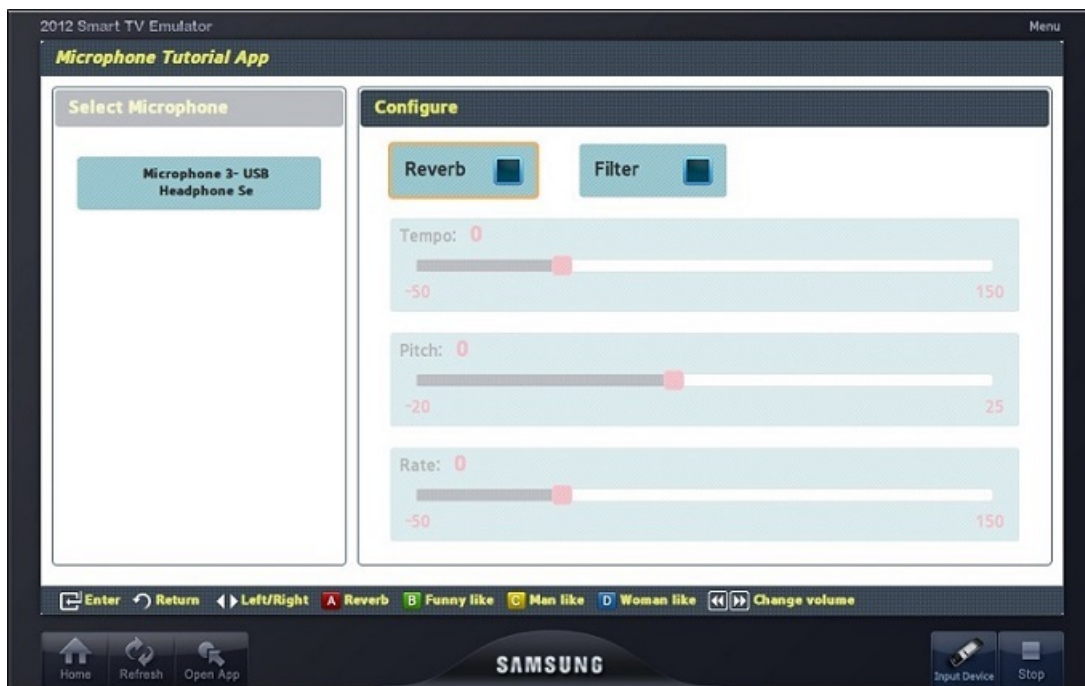 2012 Smart TV Emulator
Menu
Microphone Tutorial App
Select Microphone
Configure
Microphone 3- USB
Headphone Se
Reverb
Filter
Tempo: 0
-50 150
Pitch: 0
-20 25
Rate: 0
-50 150
Enter Return Left/Right A Reverb B Funny like C Man like D Woman like Change volume
Home Refresh Open App
SAMSUNG
Input Device Stop